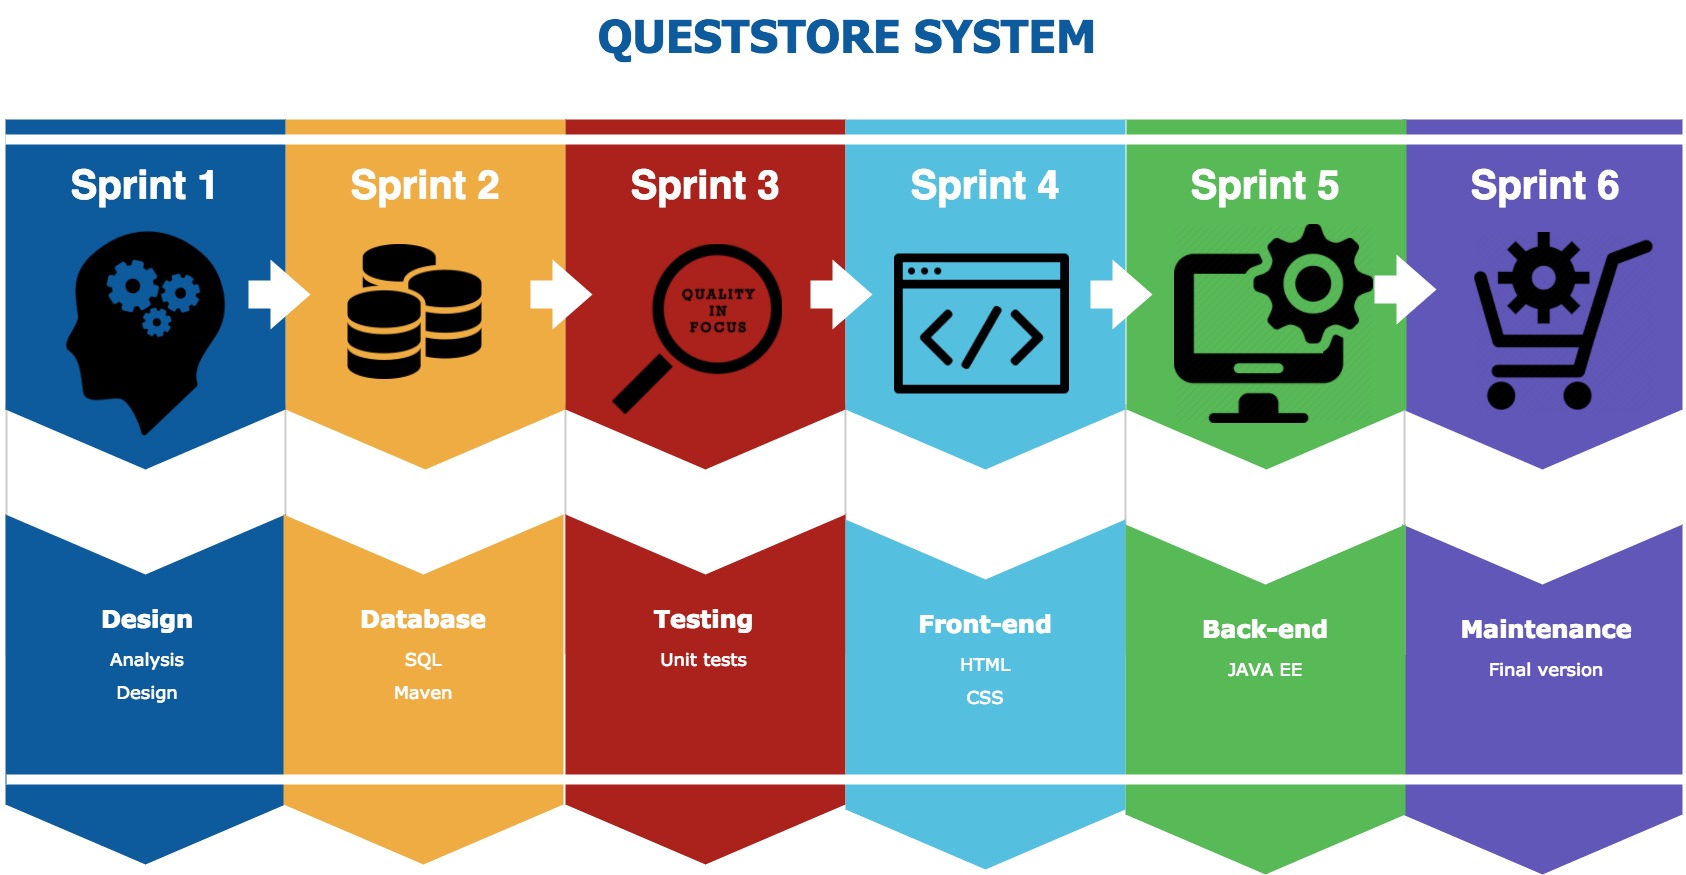 QUESTSTORE SYSTEM
Sprint 1
Sprint 2
Sprint 3
Sprint 4
Sprint 5
Sprint 6
QUALITY
IN
FOCUS
</>
Design
Analysis
Design
Database
SQL
Maven
Testing
Unit tests
Front-end
HTML
CSS
Back-end
JAVA EE
Maintenance
Final version